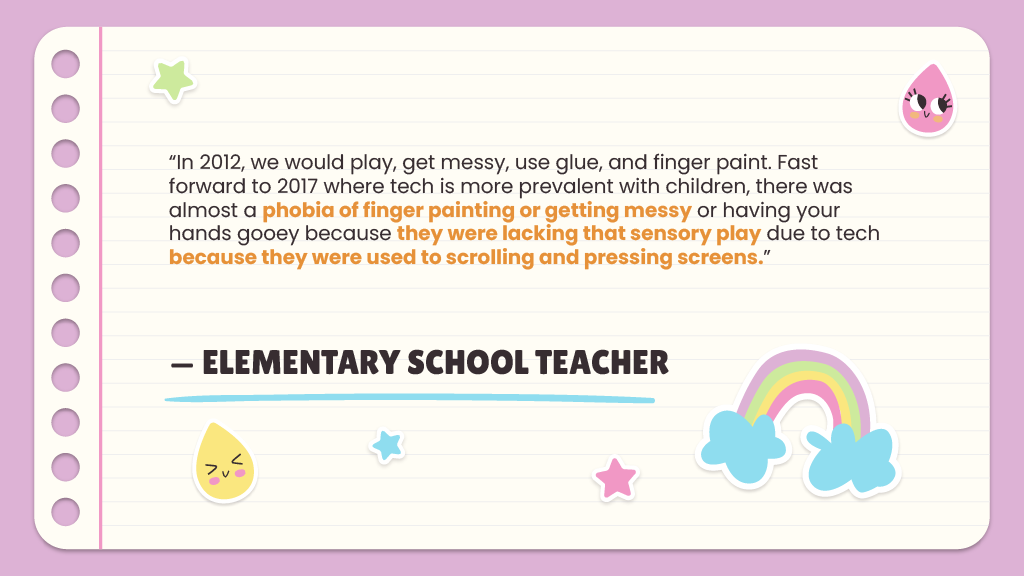 “In 2012, we would play, get messy, use glue, and finger paint. Fast
forward to 2017 where tech is more prevalent with children, there was
almost a phobia of finger painting or getting messy or having your
hands gooey because they were lacking that sensory play due to tech
because they were used to scrolling and pressing screens.”
— ELEMENTARY SCHOOL TEACHER